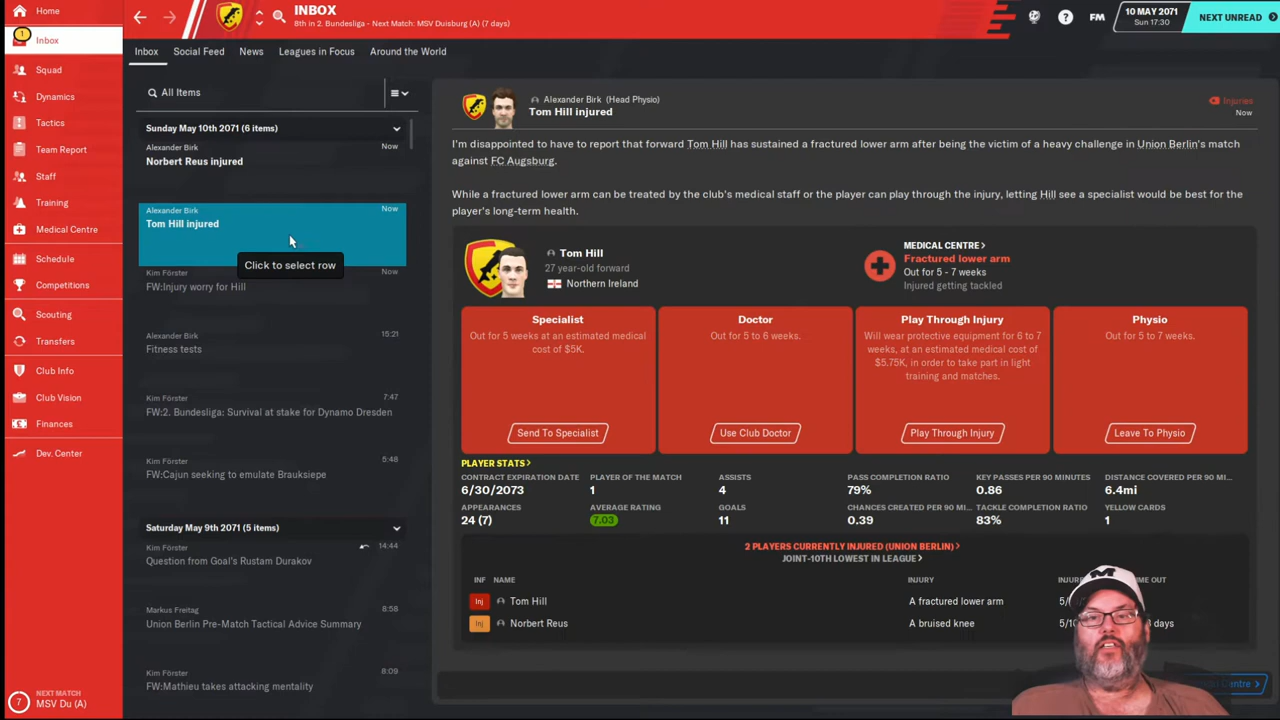 Home
1
Inbox
Squad
Dynamics
Tactics
Team Report
Staff
Training
Medical Centre
Schedule
Competitions
Scouting
Transfers
Club Info
Club Vision
Finances
Dev. Center
7
NEXT MATCH
MSV Du (A)
INBOX
8th in 2. Bundesliga - Next Match: MSV Duisburg (A) (7 days)
?
FM
10 MAY 2071
Sun 17:30
NEXT UNREAD
Inbox
Social Feed
News
Leagues in Focus
Around the World
All Items
Sunday May 10th 2071 (6 items)
Alexander Birk
Now
Norbert Reus injured
Alexander Birk
Now
Tom Hill injured
Click to select row
Kim Förster
Now
FW:Injury worry for Hill
Alexander Birk
15:21
Fitness tests
Kim Förster
7:47
FW:2. Bundesliga: Survival at stake for Dynamo Dresden
Kim Förster
5:48
FW:Cajun seeking to emulate Brauksiepe
Saturday May 9th 2071 (5 items)
Kim Förster
14:44
Question from Goal's Rustam Durakov
Markus Freitag
8:58
Union Berlin Pre-Match Tactical Advice Summary
Kim Förster
8:09
FW:Mathieu takes attacking mentality
Alexander Birk (Head Physio)
Tom Hill injured
Injuries
Now
I'm disappointed to have to report that forward Tom Hill has sustained a fractured lower arm after being the victim of a heavy challenge in Union Berlin's match
against FC Augsburg.
While a fractured lower arm can be treated by the club's medical staff or the player can play through the injury, letting Hill see a specialist would be best for the
player's long-term health.
Tom Hill
27 year-old forward
Northern Ireland
MEDICAL CENTRE
Fractured lower arm
Out for 5 - 7 weeks
Injured getting tackled
Specialist
Out for 5 weeks at an estimated medical
cost of $5K.
Send To Specialist
Doctor
Out for 5 to 6 weeks.
Use Club Doctor
Play Through Injury
Will wear protective equipment for 6 to 7
weeks, at an estimated medical cost of
$5.75K, in order to take part in light
training and matches.
Play Through Injury
Physio
Out for 5 to 7 weeks.
Leave To Physio
PLAYER STATS
CONTRACT EXPIRATION DATE
6/30/2073
PLAYER OF THE MATCH
1
ASSISTS
4
PASS COMPLETION RATIO
79%
KEY PASSES PER 90 MINUTES
0.86
DISTANCE COVERED PER 90 MI...
6.4mi
APPEARANCES
24 (7)
AVERAGE RATING
7.03
GOALS
11
CHANCES CREATED PER 90 M...
0.39
TACKLE COMPLETION RATIO
83%
YELLOW CARDS
1
2 PLAYERS CURRENTLY INJURED (UNION BERLIN)
JOINT-10TH LOWEST IN LEAGUE
INF NAME INJURY
Inj Tom Hill A fractured lower arm
Inj Norbert Reus A bruised knee
days
M